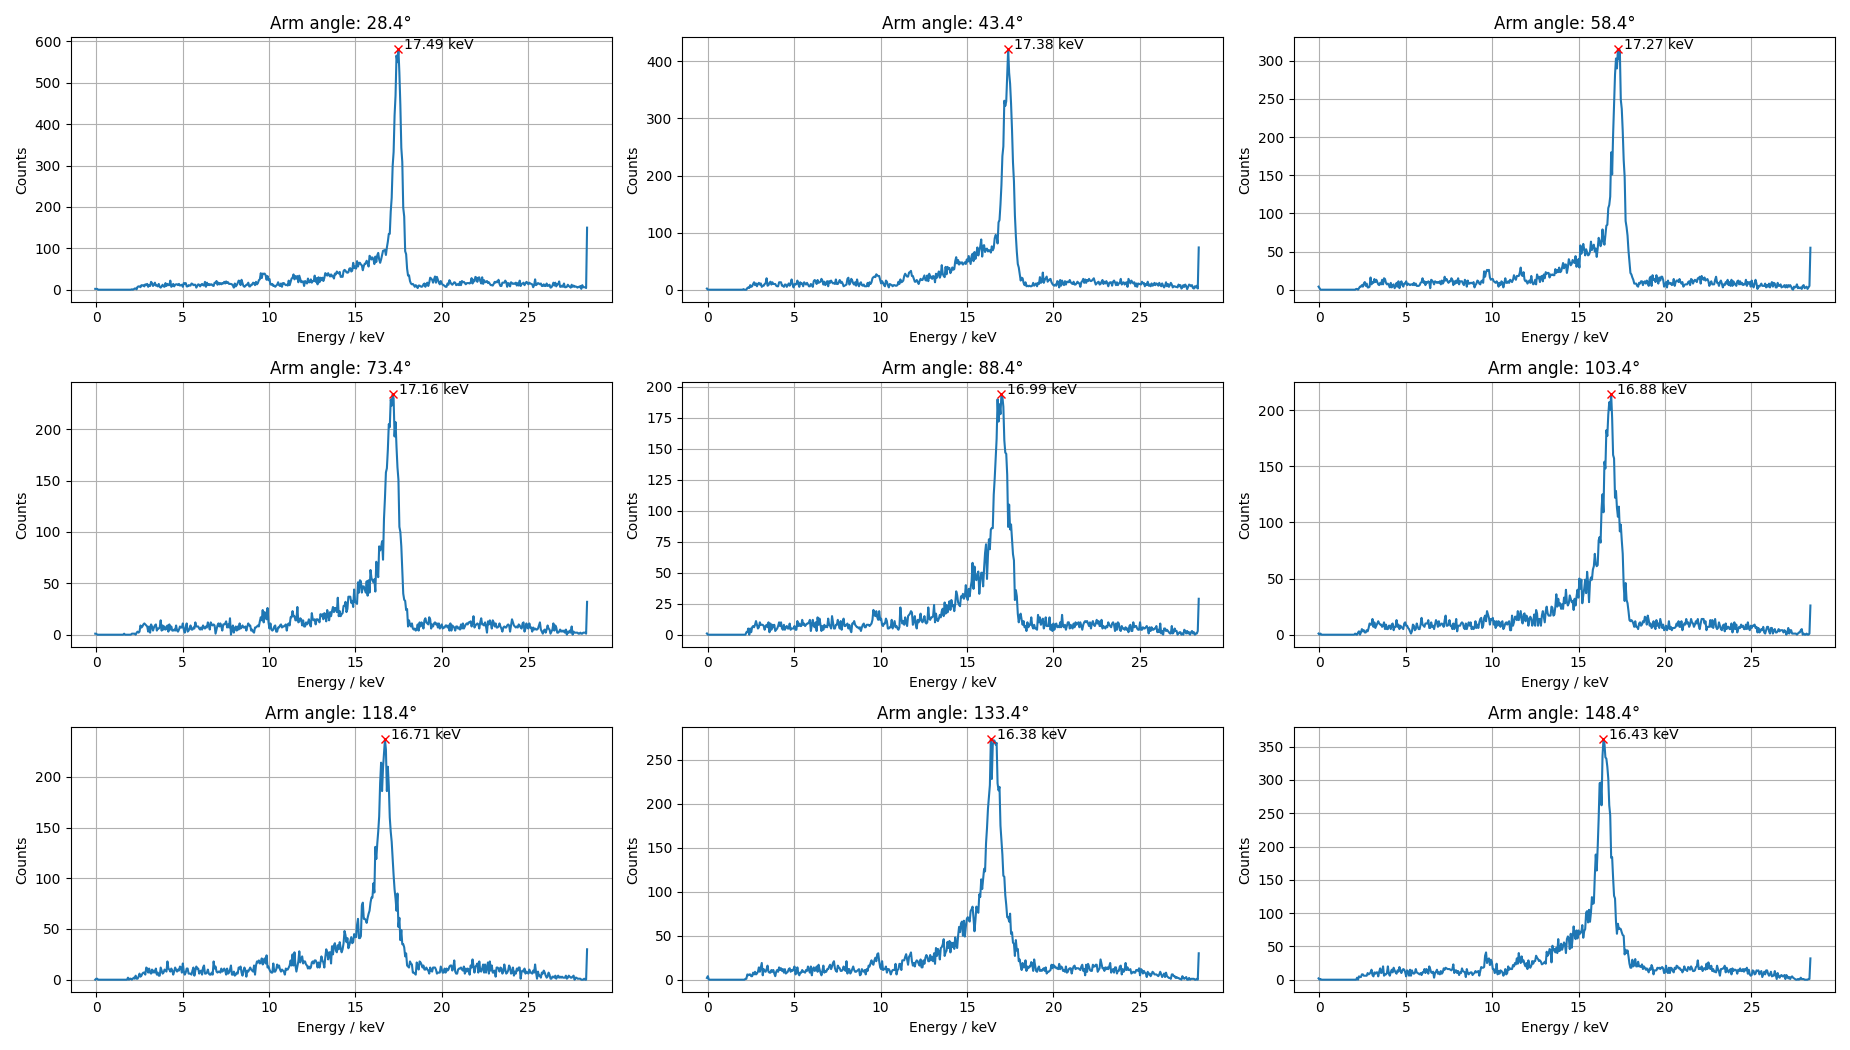 Arm angle: 28.4°
17.49 keV
Counts
600
500
400
300
200
100
0
0 5 10 15 20 25
Energy / keV
Arm angle: 43.4°
17.38 keV
Counts
400
300
200
100
0
0 5 10 15 20 25
Energy / keV
Arm angle: 58.4°
17.27 keV
Counts
300
250
200
150
100
50
0
0 5 10 15 20 25
Energy / keV
Arm angle: 73.4°
17.16 keV
Counts
200
150
100
50
0
0 5 10 15 20 25
Energy / keV
Arm angle: 88.4°
16.99 keV
Counts
200
175
150
125
100
75
50
25
0
0 5 10 15 20 25
Energy / keV
Arm angle: 103.4°
16.88 keV
Counts
200
150
100
50
0
0 5 10 15 20 25
Energy / keV
Arm angle: 118.4°
16.71 keV
Counts
200
150
100
50
0
0 5 10 15 20 25
Energy / keV
Arm angle: 133.4°
16.38 keV
Counts
250
200
150
100
50
0
0 5 10 15 20 25
Energy / keV
Arm angle: 148.4°
16.43 keV
Counts
350
300
250
200
150
100
50
0
0 5 10 15 20 25
Energy / keV